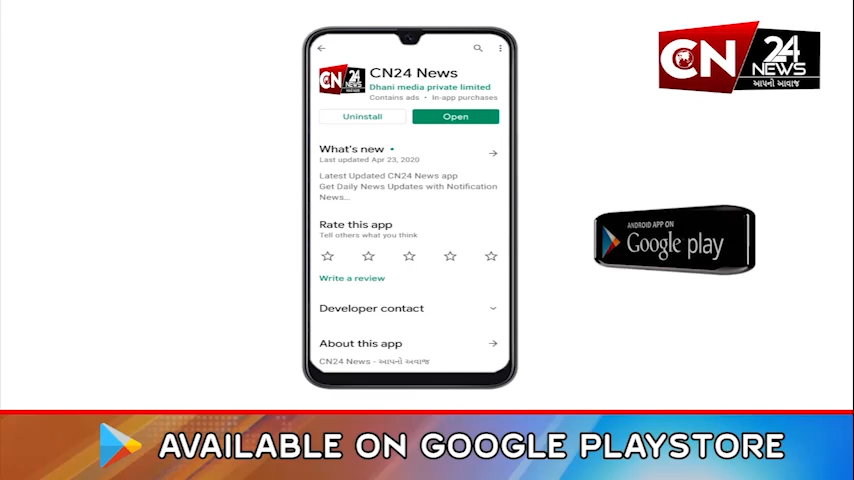 CN24 News
Dhani media private limited
Contains ads • In-app purchases
Uninstall
Open
What's new •
Last updated Apr 23, 2020
Latest Updated CN24 News app
Get Daily News Updates with Notification
News...
Rate this app
Tell others what you think
Write a review
Developer contact
About this app
CN24 News - આપનો અવાજ
CN 24
NEWS
આપનો અવાજ
ANDROID APP ON
Google play
AVAILABLE ON GOOGLE PLAYSTORE